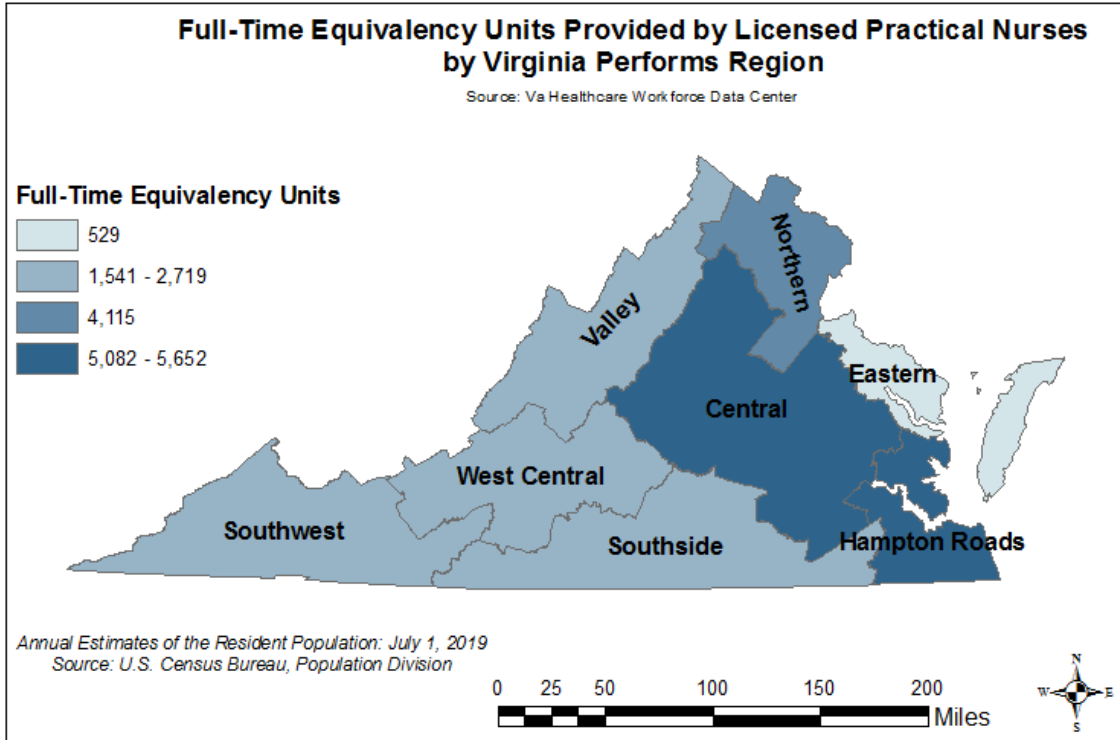 Full-Time Equivalency Units Provided by Licensed Practical Nurses
by Virginia Performs Region
Source: Va Healthcare Workforce Data Center
Full-Time Equivalency Units
529
1,541 - 2,719
4,115
5,082 - 5,652
Northern
Valley
Eastern
Central
West Central
Southwest
Southside
Hampton Roads
Annual Estimates of the Resident Population: July 1, 2019
Source: U.S. Census Bureau, Population Division
0 25 50 100 150 200
Miles
N
W E
S